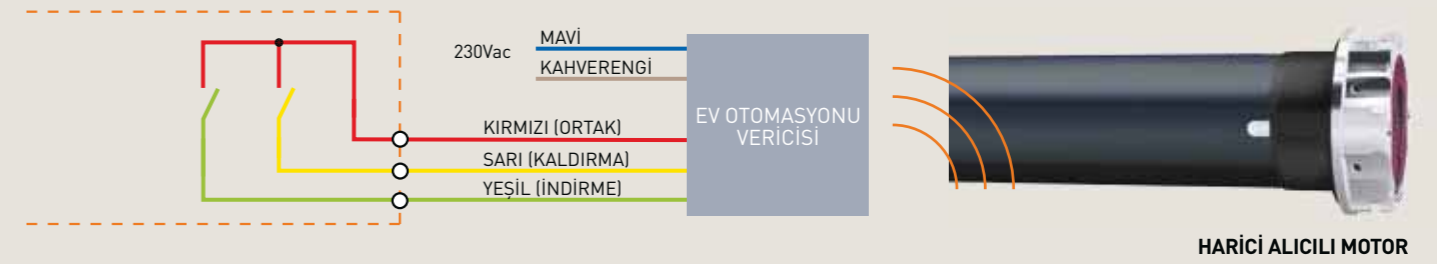 230Vac
MAVİ
KAHVERENGİ
KIRMIZI (ORTAK)
SARI (KALDIRMA)
YEŞİL (İNDİRME)
EV OTOMASYONU
VERİCİSİ
HARİCİ ALICILI MOTOR